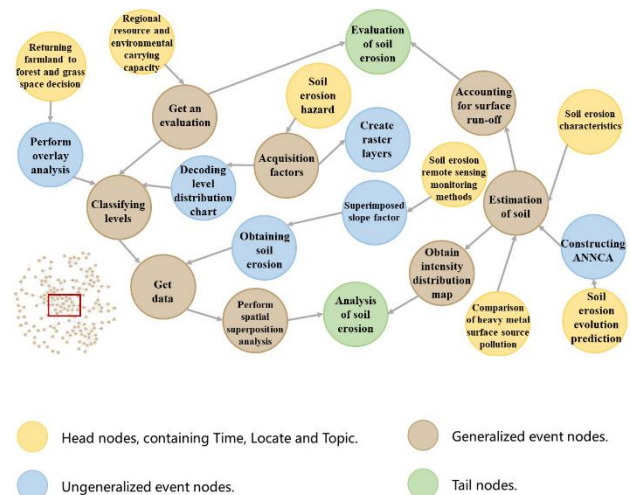 Returning
farmland to
forest and grass
space decision
Regional
resource and
environmental
carrying
capacity
Evaluation
of soil
erosion
Get an
evaluation
Soil
erosion
hazard
Accounting
for surface
run-off
Soil erosion
characteristics
Perform
overlay
analysis
Decoding
level
distribution
chart
Acquisition
factors
Create
raster
layers
Soil erosion
remote sensing
monitoring
methods
Classifying
levels
Superimposed
slope factor
Estimation
of soil
Obtaining
soil
erosion
Obtain
intensity
distribution
map
Constructing
ANNCA
Get
data
Perform
spatial
superposition
analysis
Analysis
of soil
erosion
Comparison
of heavy metal
surface source
pollution
Soil
erosion
evolution
prediction
Head nodes, containing Time, Locate and Topic.
Generalized event nodes.
Ungeneralized event nodes.
Tail nodes.